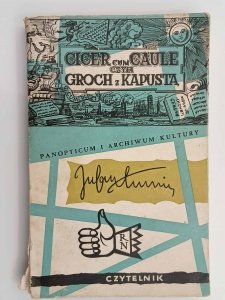 CICER CUM CAULE
CZYLI
GROCH Z KAPUSTĄ
PANOPTICUM I ARCHIWUM KULTURY
Julian Tuwim
CZYTELNIK